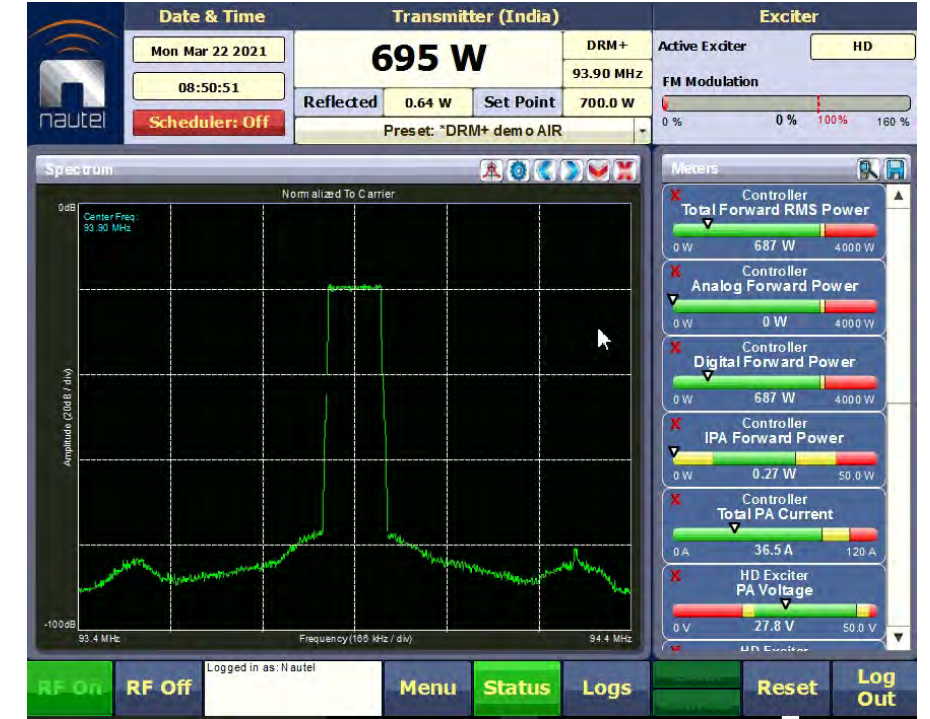 nautel
Date & Time
Mon Mar 22 2021
08:50:51
Scheduler: Off
Transmitter (India)
695 W
DRM+
93.90 MHz
Reflected
0.64 W
Set Point
700.0 W
Preset: *DRM+ demo AIR
Exciter
Active Exciter
HD
FM Modulation
0 %
0 %
100%
160 %
Spectrum
Normalized To Carrier
0dB
Center Freq:
93.90 MHz
Amplitude (20dB / div)
-100dB
93.4 MHz
Frequency (166 kHz / div)
94.4 MHz
Meters
X
Controller
Total Forward RMS Power
0 W
687 W
4000 W
X
Controller
Analog Forward Power
0 W
0 W
4000 W
X
Controller
Digital Forward Power
0 W
687 W
4000 W
X
Controller
IPA Forward Power
0 W
0.27 W
50.0 W
X
Controller
Total PA Current
0 A
36.5 A
120 A
X
HD Exciter
PA Voltage
0 V
27.8 V
50.0 V
HD Exciter
RF On
RF Off
Logged in as: Nautel
Menu
Status
Logs
Reset
Log
Out